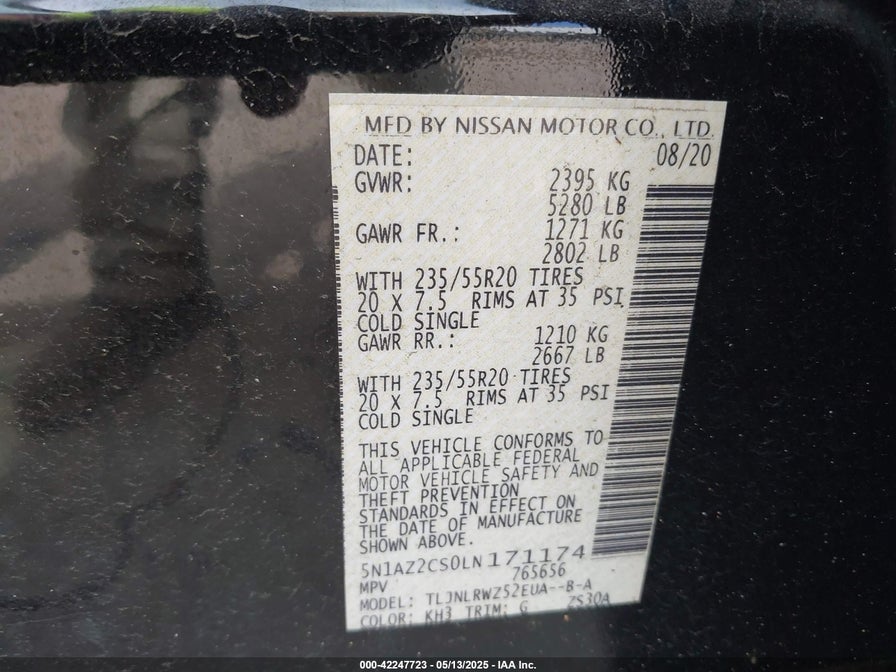 MFD BY NISSAN MOTOR CO., LTD.
DATE: 08/20
GVWR: 2395 KG
5280 LB
GAWR FR.: 1271 KG
2802 LB
WITH 235/55R20 TIRES
20 X 7.5 RIMS AT 35 PSI
COLD SINGLE
GAWR RR.: 1210 KG
2667 LB
WITH 235/55R20 TIRES
20 X 7.5 RIMS AT 35 PSI
COLD SINGLE
THIS VEHICLE CONFORMS TO
ALL APPLICABLE FEDERAL
MOTOR VEHICLE SAFETY AND
THEFT PREVENTION
STANDARDS IN EFFECT ON
THE DATE OF MANUFACTURE
SHOWN ABOVE.
5N1AZ2CS0LN171174
MPV 765656
MODEL: TLJNLRWZ52EUA--B-A
COLOR: KH3 TRIM: G ZS30A
000-42247723 - 05/13/2025 - IAA Inc.